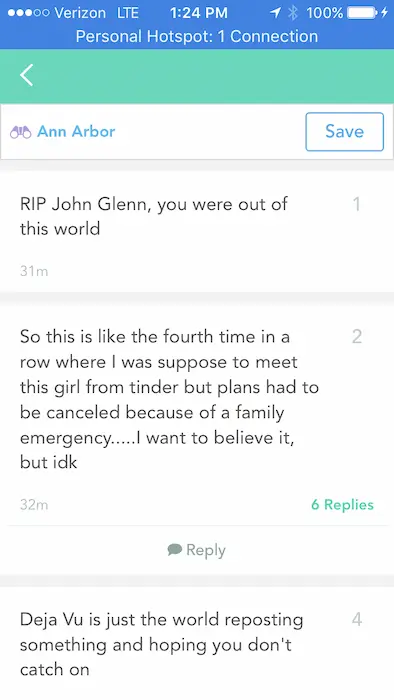 Verizon LTE 1:24 PM 100%
Personal Hotspot: 1 Connection
Ann Arbor Save
RIP John Glenn, you were out of 1
this world
31m
So this is like the fourth time in a 2
row where I was suppose to meet
this girl from tinder but plans had to
be canceled because of a family
emergency.....I want to believe it,
but idk
32m 6 Replies
Reply
Deja Vu is just the world reposting 4
something and hoping you don't
catch on